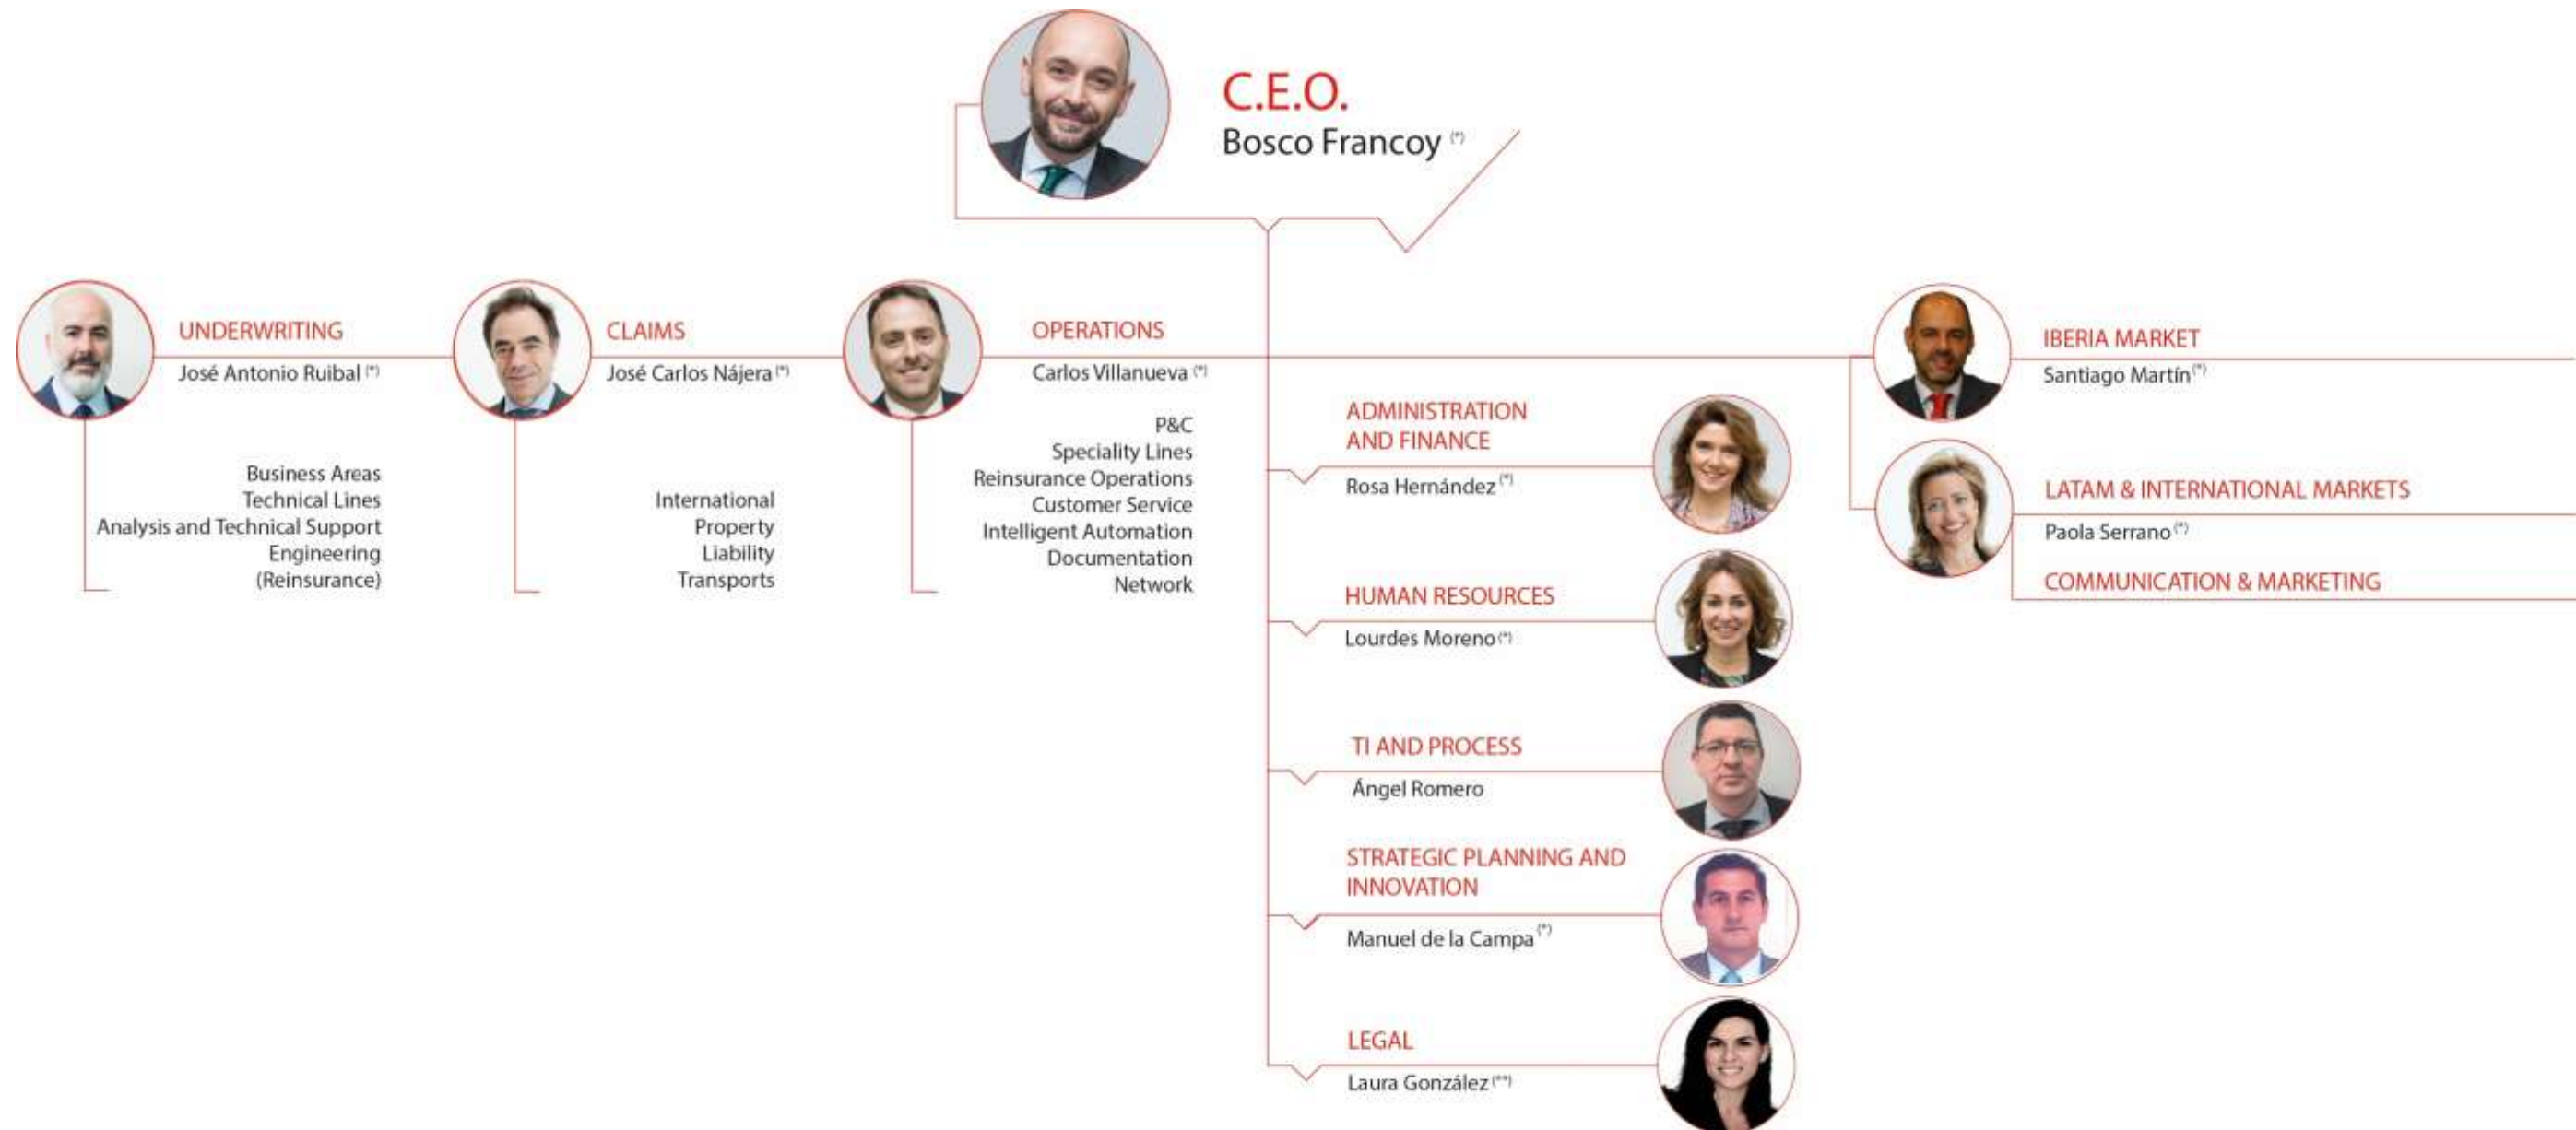 C.E.O.
Bosco Francoy (*)
UNDERWRITING
José Antonio Ruibal (*)
Business Areas
Technical Lines
Analysis and Technical Support
Engineering
(Reinsurance)
CLAIMS
José Carlos Nájera (*)
International
Property
Liability
Transports
OPERATIONS
Carlos Villanueva (*)
P&C
Speciality Lines
Reinsurance Operations
Customer Service
Intelligent Automation
Documentation
Network
ADMINISTRATION
AND FINANCE
Rosa Hernández (*)
HUMAN RESOURCES
Lourdes Moreno (*)
TI AND PROCESS
Ángel Romero
STRATEGIC PLANNING AND
INNOVATION
Manuel de la Campa (*)
LEGAL
Laura González (**)
IBERIA MARKET
Santiago Martín (*)
LATAM & INTERNATIONAL MARKETS
Paola Serrano (*)
COMMUNICATION & MARKETING